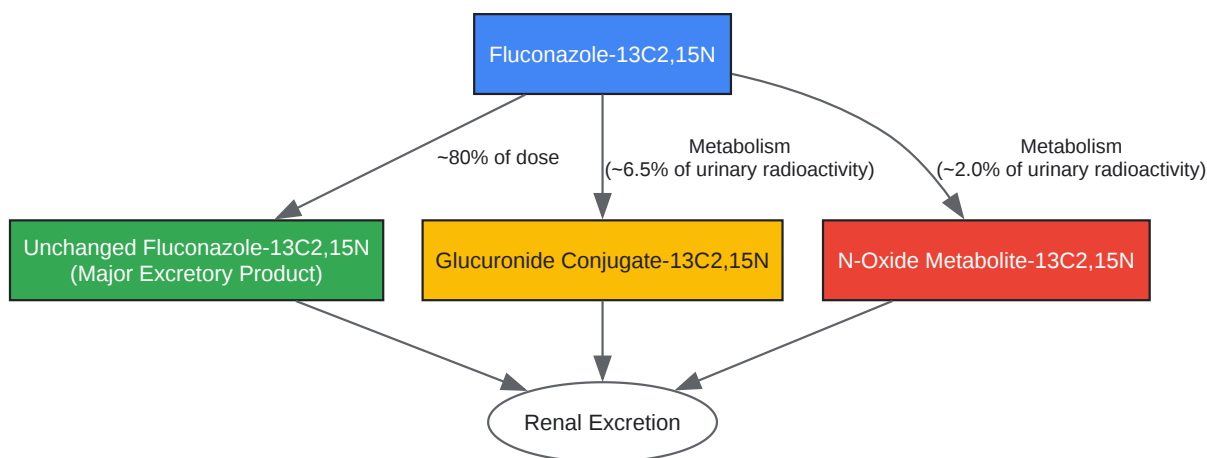 Fluconazole-13C2,15N
~80% of dose
Metabolism
(~6.5% of urinary radioactivity)
Metabolism
(~2.0% of urinary radioactivity)
Unchanged Fluconazole-13C2,15N
(Major Excretory Product)
Glucuronide Conjugate-13C2,15N
N-Oxide Metabolite-13C2,15N
Renal Excretion